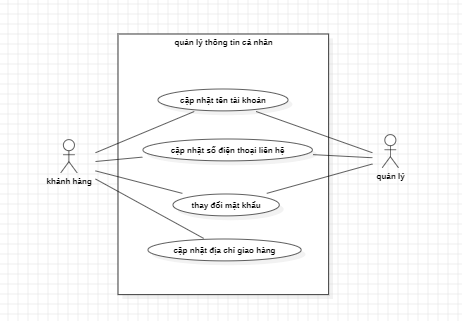 quản lý thông tin cá nhân
cập nhật tên tài khoản
cập nhật số điện thoại liên hệ
khánh hàng
quản lý
thay đổi mật khẩu
cập nhật địa chỉ giao hàng